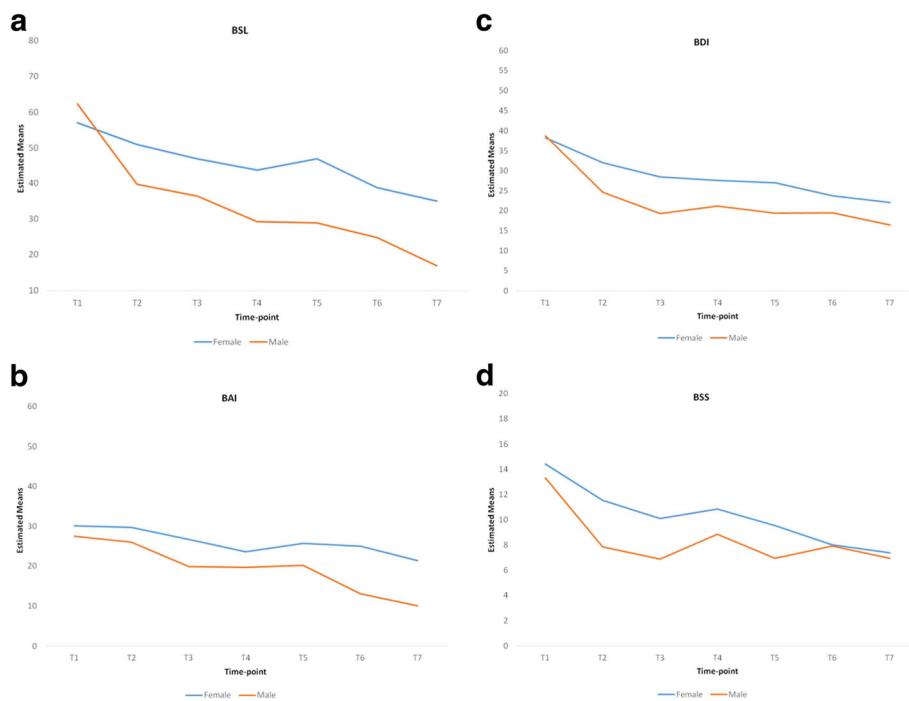 a
BSL
80
70
60
50
40
30
20
10
Estimated Means
T1 T2 T3 T4 T5 T6 T7
Time-point
Female Male
b
BAI
60
50
40
30
20
10
0
Estimated Means
T1 T2 T3 T4 T5 T6 T7
Time-point
Female Male
c
BDI
60
55
50
45
40
35
30
25
20
15
10
5
0
Estimated Means
T1 T2 T3 T4 T5 T6 T7
Time-point
Female Male
d
BSS
20
18
16
14
12
10
8
6
4
2
0
Estimated Means
T1 T2 T3 T4 T5 T6 T7
Time-point
Female Male